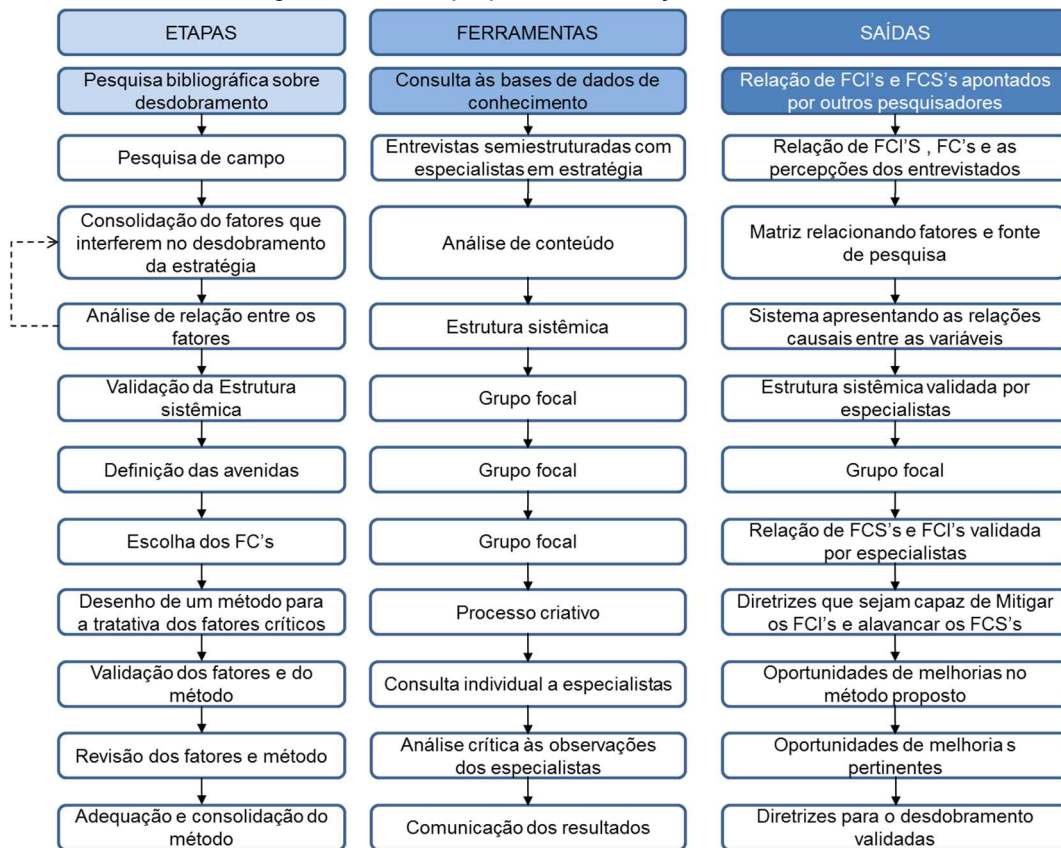 ETAPAS
FERRAMENTAS
SAÍDAS
Pesquisa bibliográfica sobre
desdobramento
Consulta às bases de dados de
conhecimento
Relação de FCI's e FCS's apontados
por outros pesquisadores
Pesquisa de campo
Entrevistas semiestruturadas com
especialistas em estratégia
Relação de FCI'S , FC's e as
percepções dos entrevistados
Consolidação do fatores que
interferem no desdobramento
da estratégia
Análise de conteúdo
Matriz relacionando fatores e fonte
de pesquisa
Análise de relação entre os
fatores
Estrutura sistêmica
Sistema apresentando as relações
causais entre as variáveis
Validação da Estrutura
sistêmica
Grupo focal
Estrutura sistêmica validada por
especialistas
Definição das avenidas
Grupo focal
Grupo focal
Escolha dos FC's
Grupo focal
Relação de FCS's e FCI's validada
por especialistas
Desenho de um método para
a tratativa dos fatores críticos
Processo criativo
Diretrizes que sejam capaz de Mitigar
os FCI's e alavancar os FCS's
Validação dos fatores e do
método
Consulta individual a especialistas
Oportunidades de melhorias no
método proposto
Revisão dos fatores e método
Análise crítica às observações
dos especialistas
Oportunidades de melhoria s
pertinentes
Adequação e consolidação do
método
Comunicação dos resultados
Diretrizes para o desdobramento
validadas